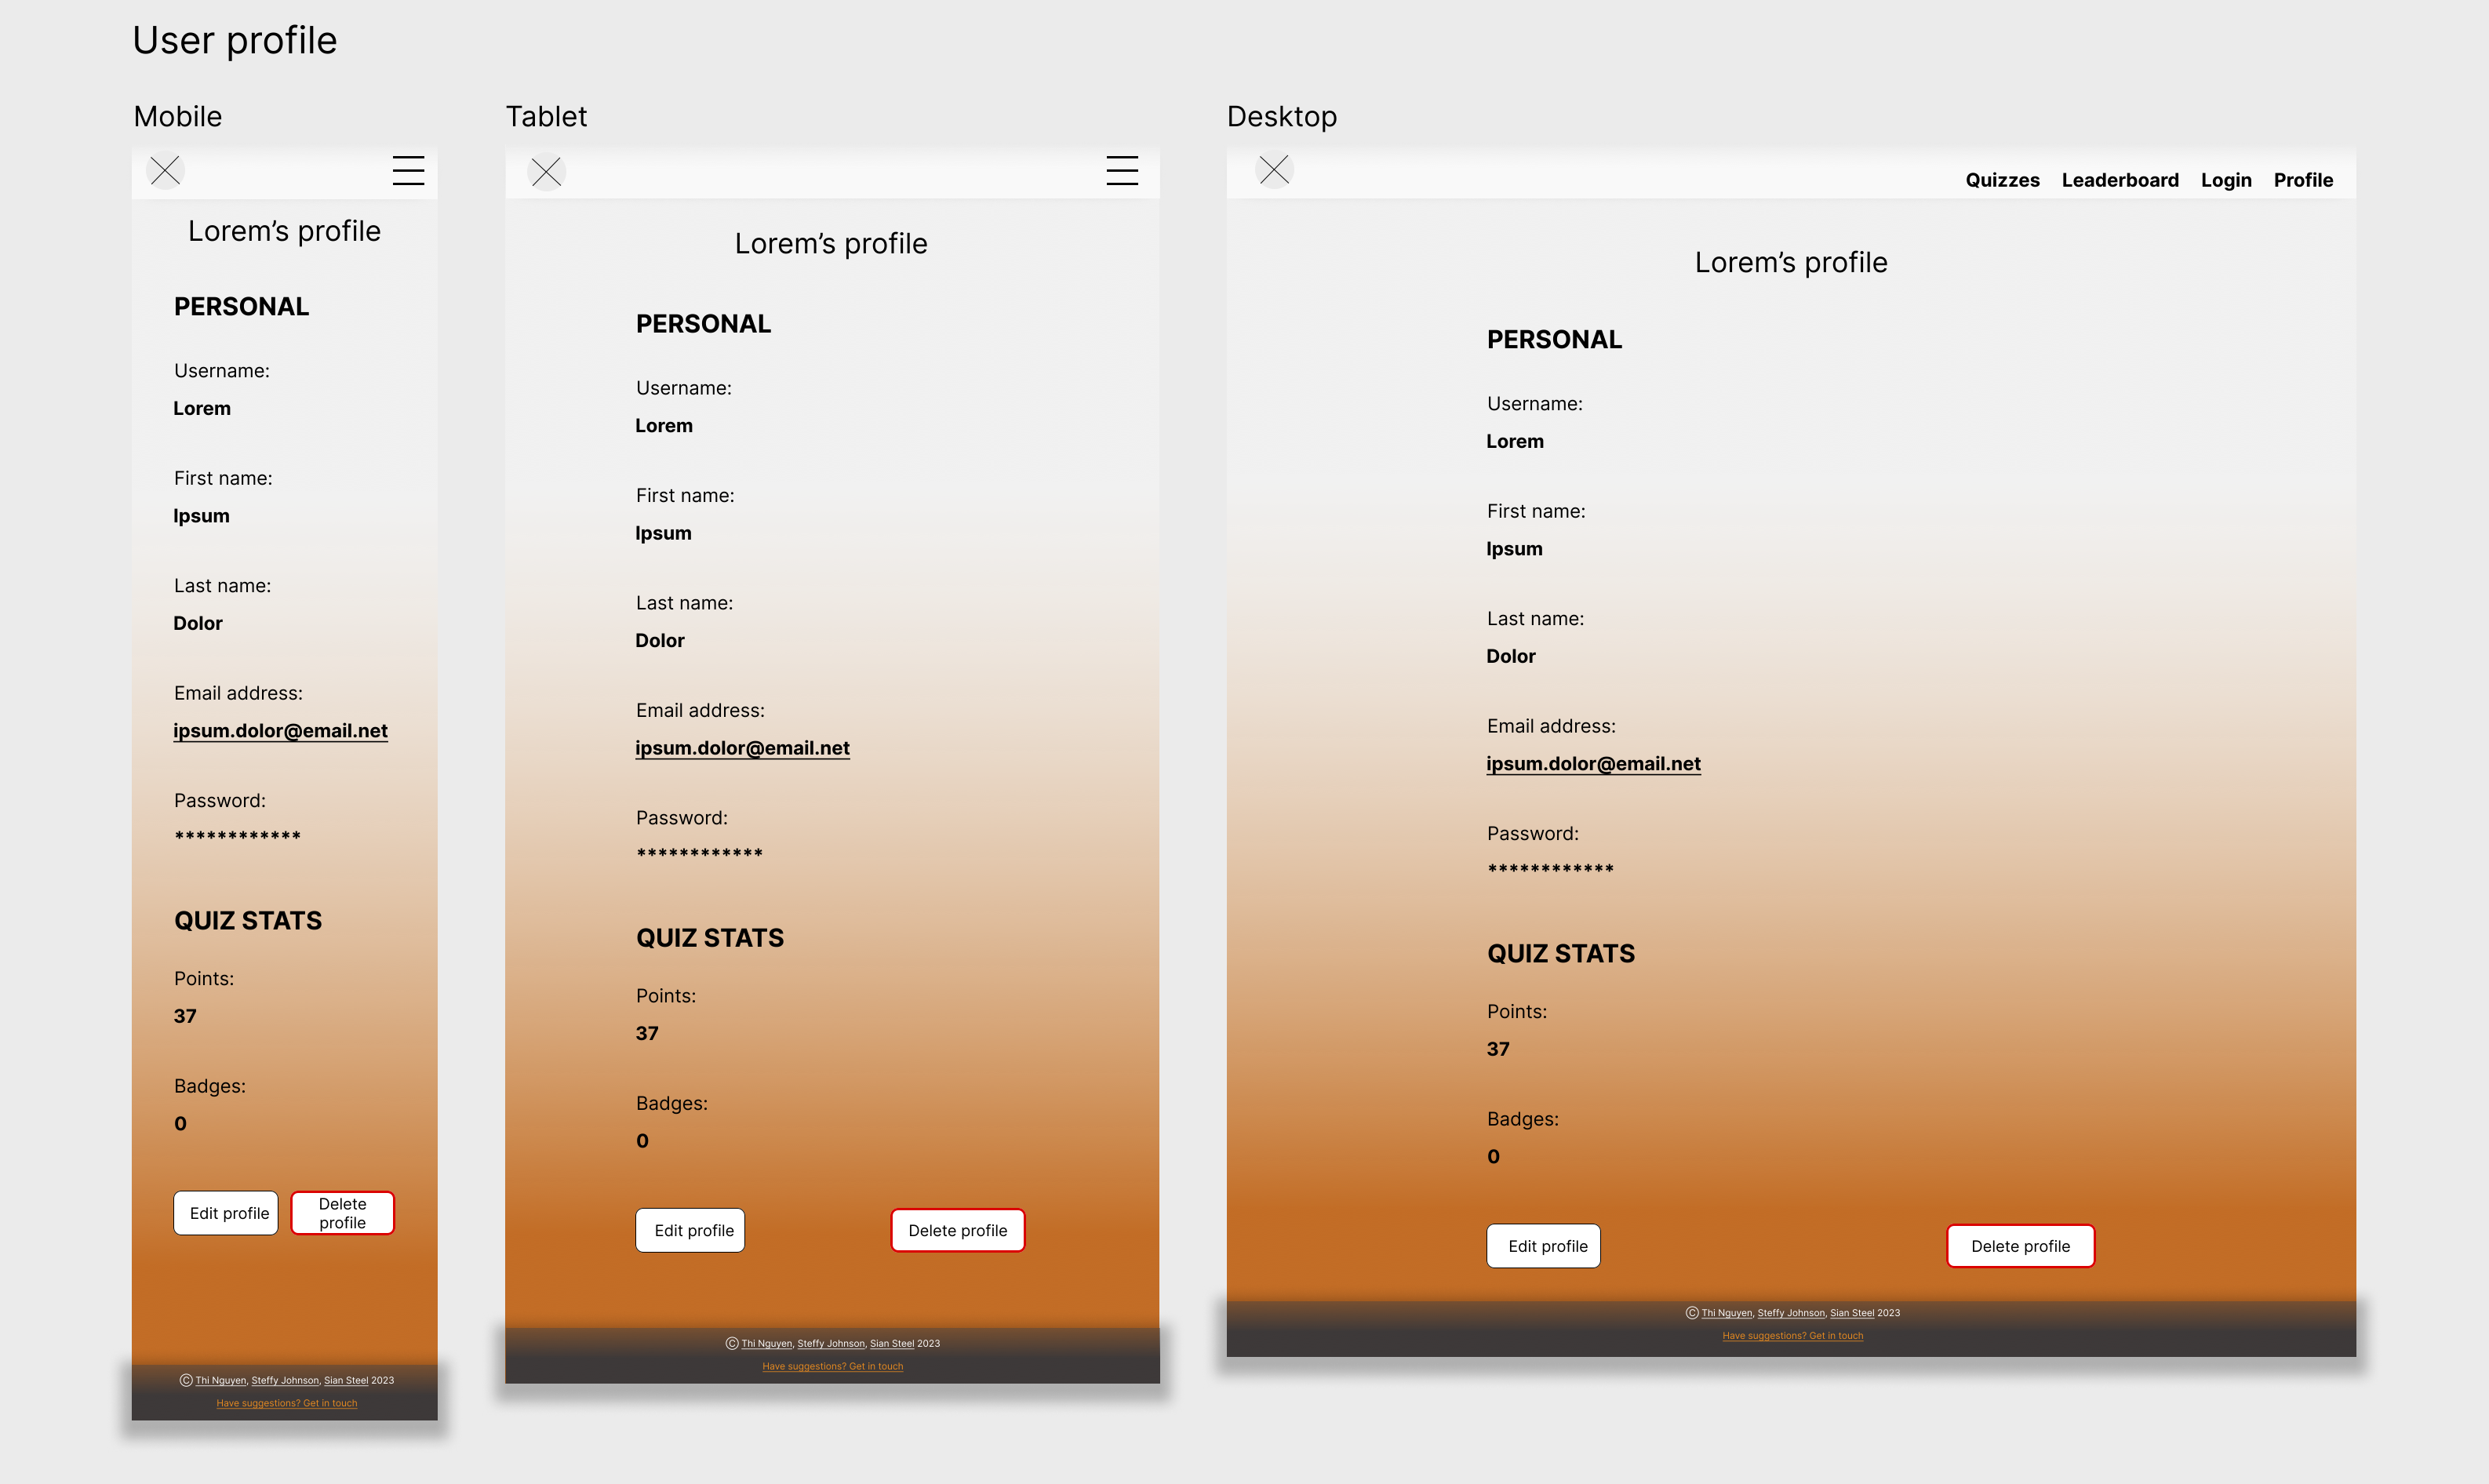 User profile
Mobile
Lorem’s profile
PERSONAL
Username:
Lorem
First name:
Ipsum
Last name:
Dolor
Email address:
ipsum.dolor@email.net
Password:
************
QUIZ STATS
Points:
37
Badges:
0
Edit profile
Delete
profile
© Thi Nguyen, Steffy Johnson, Sian Steel 2023
Have suggestions? Get in touch
Tablet
Lorem’s profile
PERSONAL
Username:
Lorem
First name:
Ipsum
Last name:
Dolor
Email address:
ipsum.dolor@email.net
Password:
************
QUIZ STATS
Points:
37
Badges:
0
Edit profile
Delete profile
© Thi Nguyen, Steffy Johnson, Sian Steel 2023
Have suggestions? Get in touch
Desktop
Quizzes Leaderboard Login Profile
Lorem’s profile
PERSONAL
Username:
Lorem
First name:
Ipsum
Last name:
Dolor
Email address:
ipsum.dolor@email.net
Password:
************
QUIZ STATS
Points:
37
Badges:
0
Edit profile
Delete profile
© Thi Nguyen, Steffy Johnson, Sian Steel 2023
Have suggestions? Get in touch